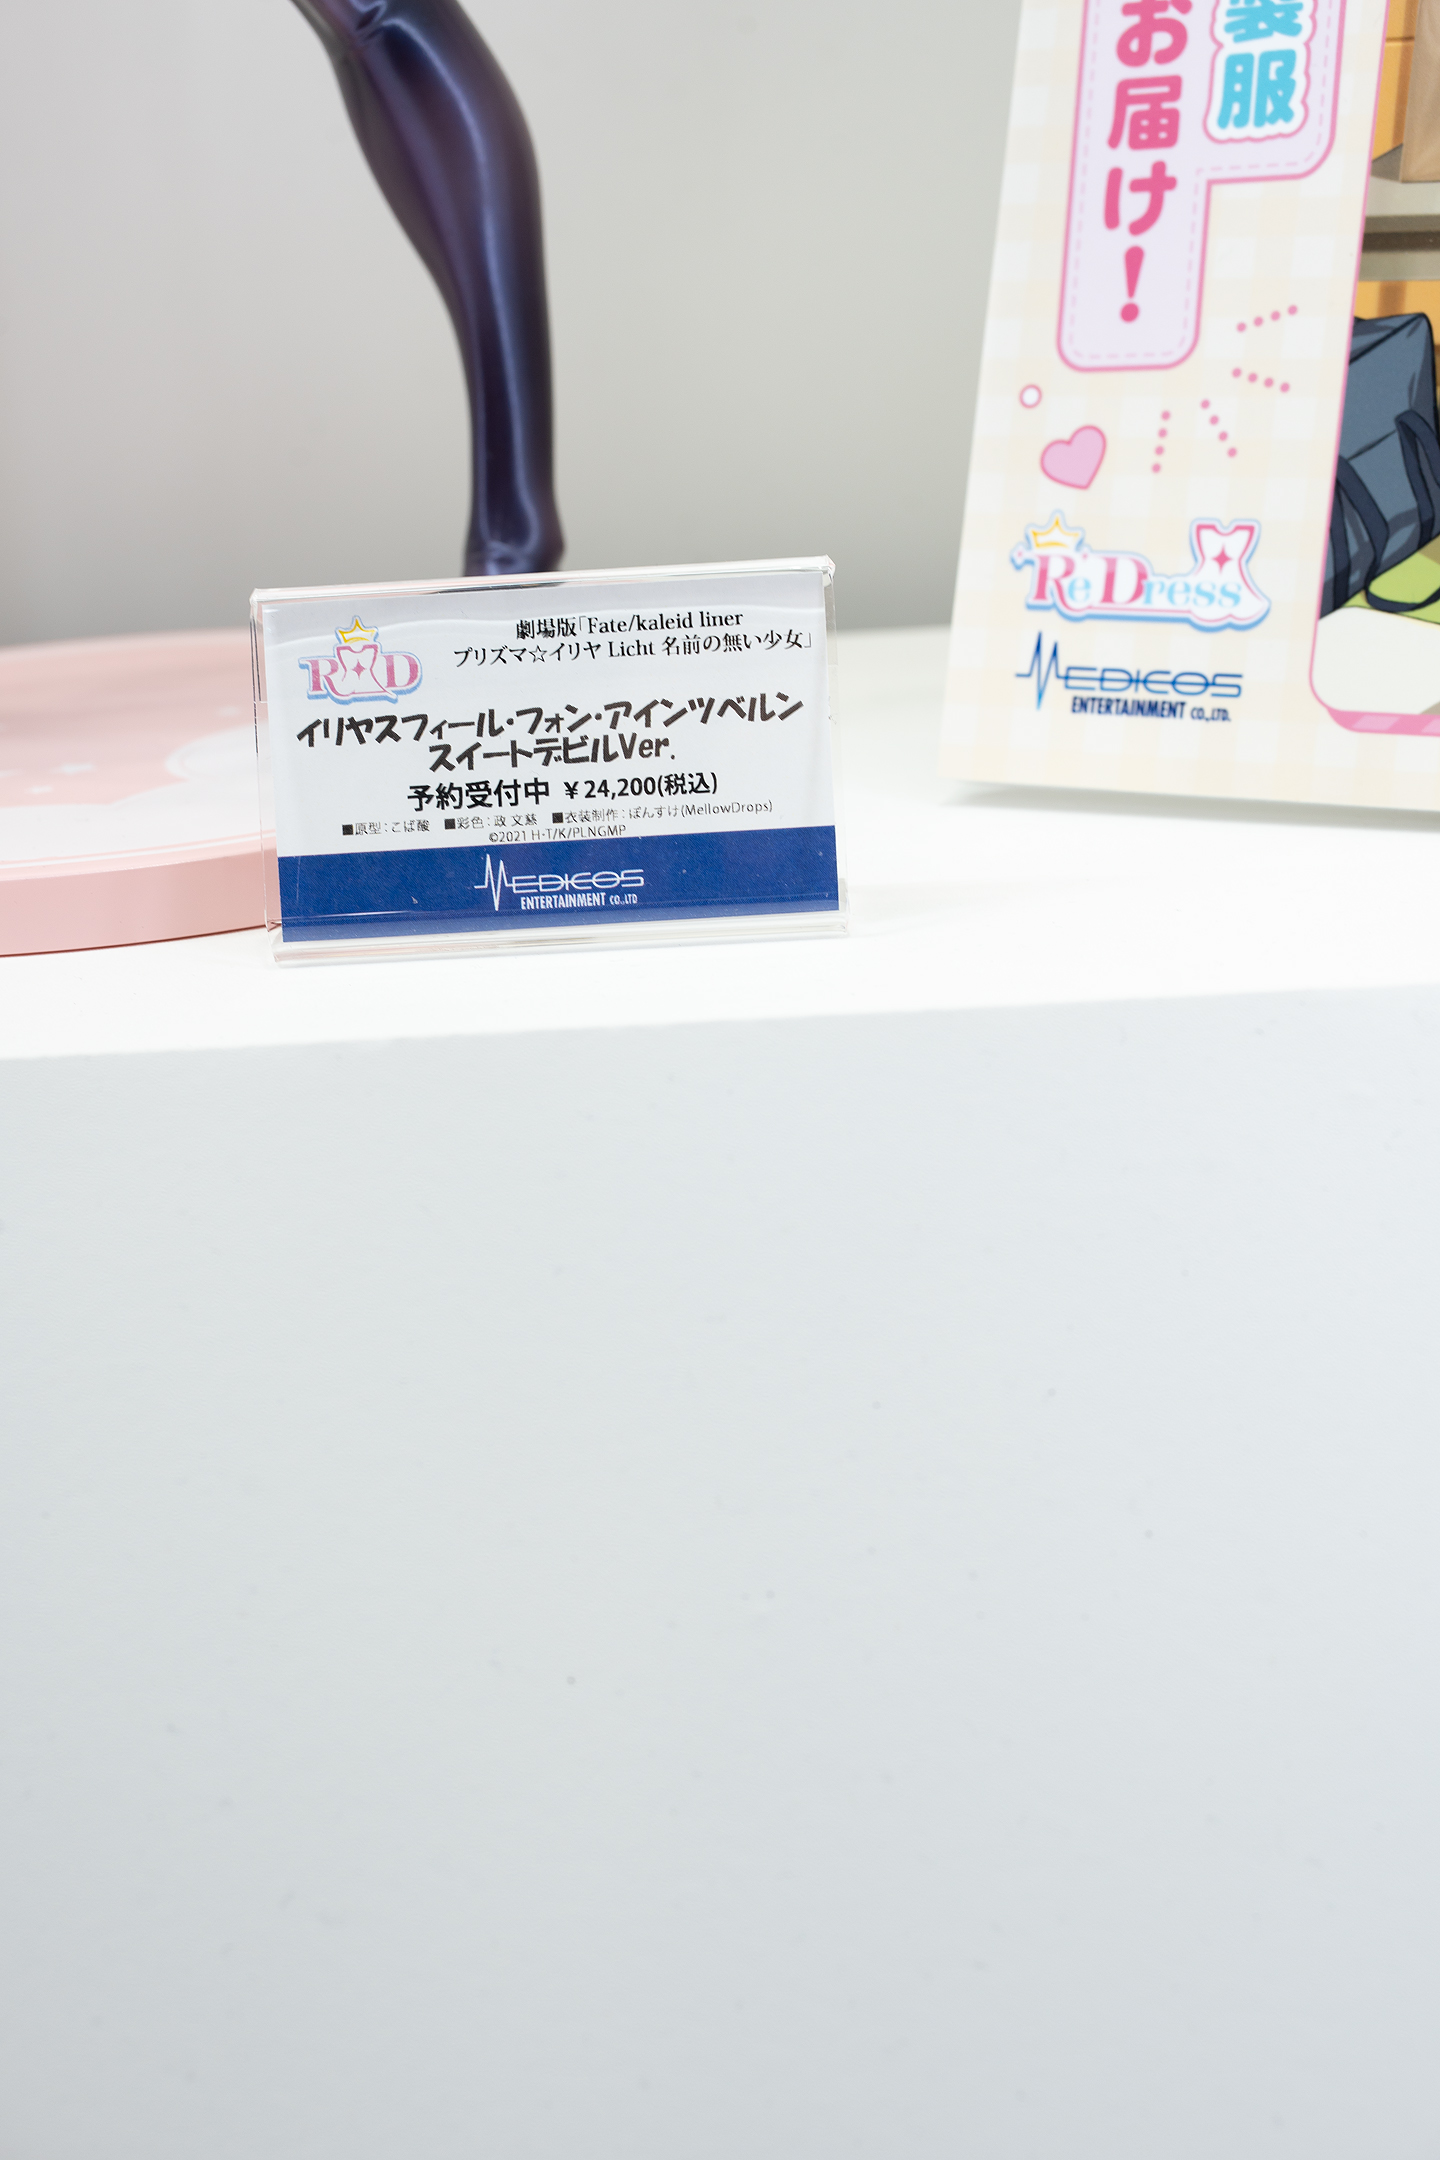 劇場版「Fate/kaleid liner
プリズマ☆イリヤ Licht 名前の無い少女」
R D
イリヤスフィール・フォン・アインツベルン
スイートデビルVer.
予約受付中 ¥24,200(税込)
■原型：こば酸 ■彩色：政 文慈 ■衣装制作：ぽんすけ(MellowDrops)
©2021 H・T/K/PLNGMP
MEDICOS
ENTERTAINMENT CO.,LTD
装服
お届け！
Re Dress
MEDICOS
ENTERTAINMENT CO.,LTD.